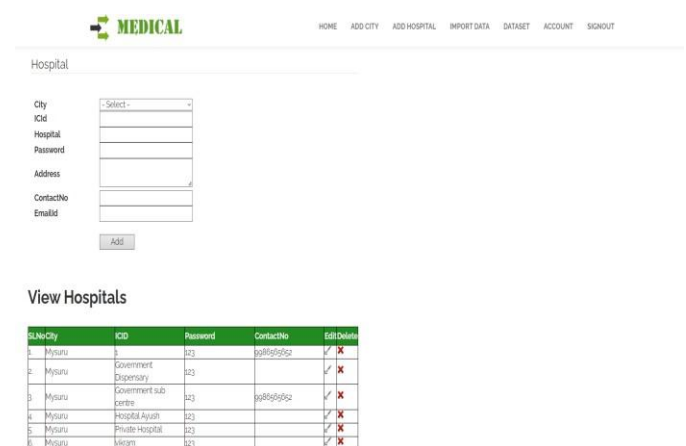 MEDICAL
HOME ADD CITY ADD HOSPITAL IMPORT DATA DATASET ACCOUNT SIGNOUT
Hospital
City - Select -
ICId
Hospital
Password
Address
ContactNo
EmailId
Add
View Hospitals
SLNo City ICID Password ContactNo Edit Delete
1. Mysuru 1 123 9986565652
2. Mysuru Government Dispensary 123
3. Mysuru Government sub centre 123 9986565652
4. Mysuru Hospital Ayush 123
5. Mysuru Private Hospital 123
6. Mysuru vikram 123